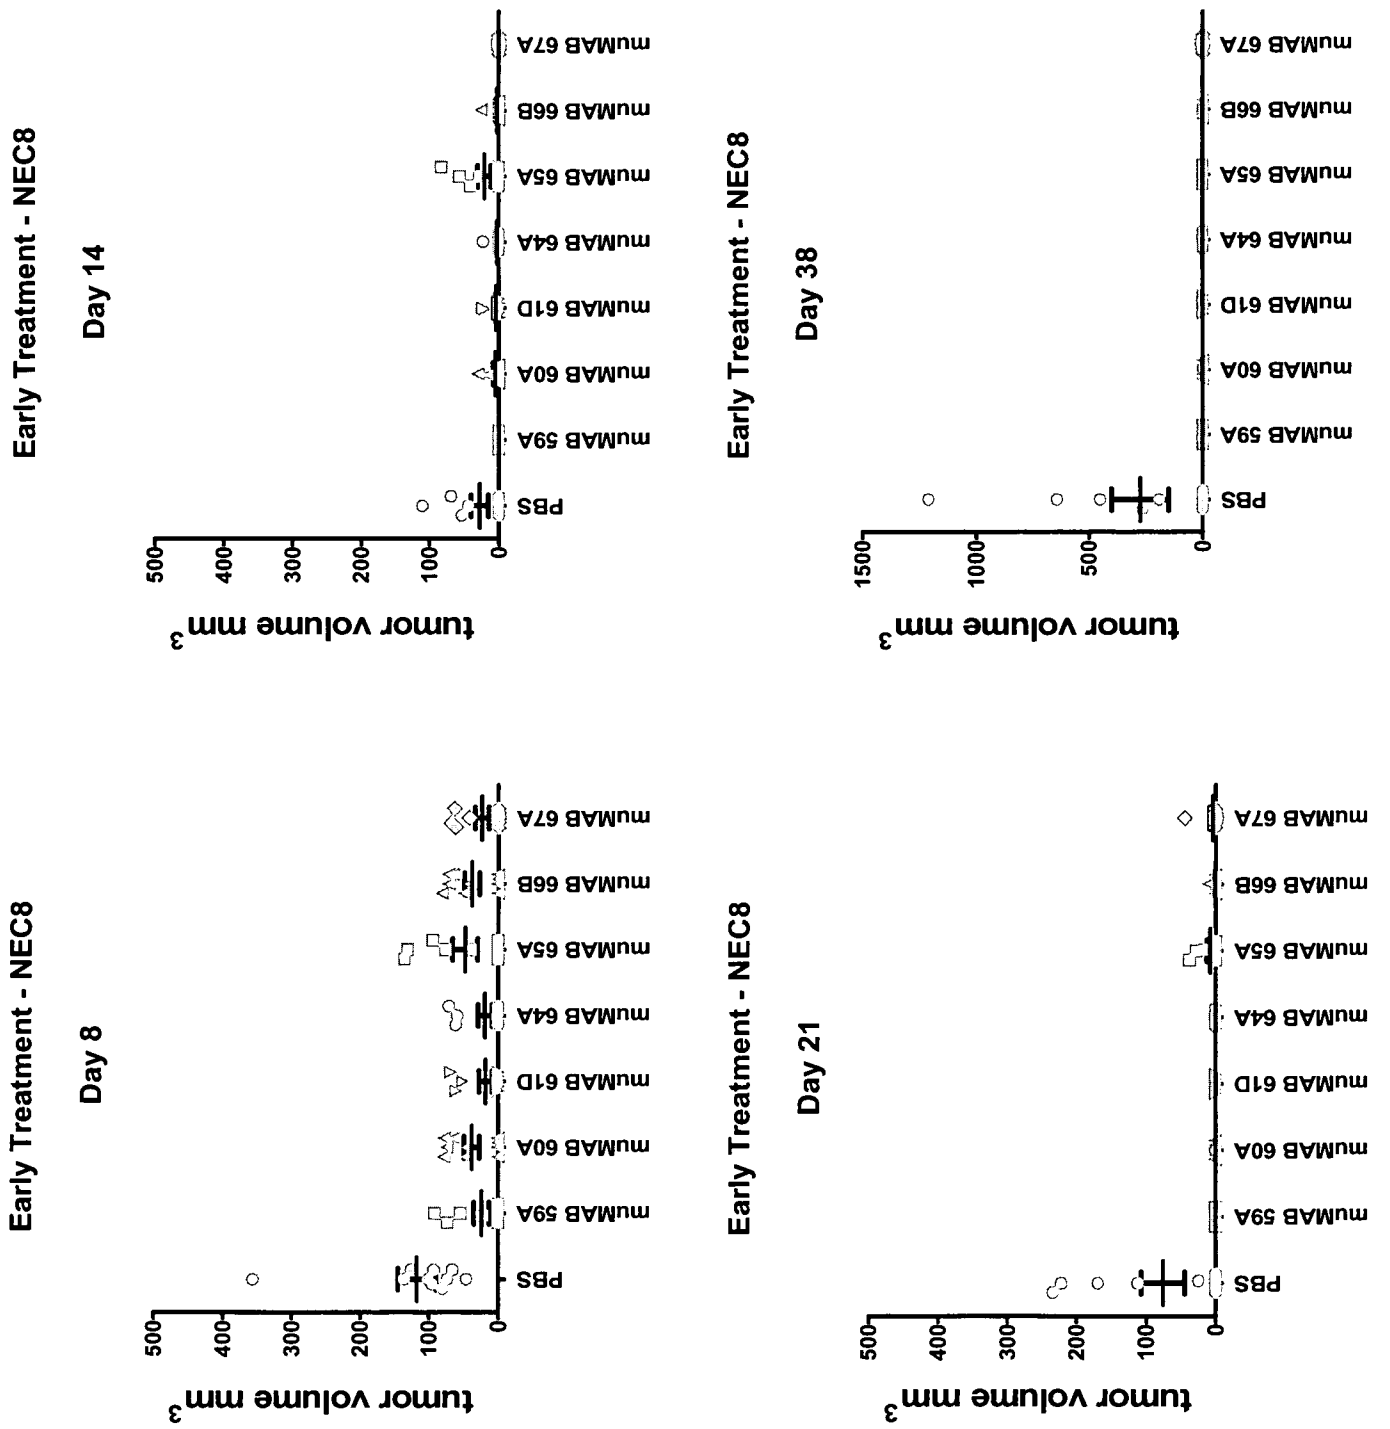 Early Treatment - NEC8
Day 8
tumor volume mm3
500
400
300
200
100
0
PBS
muMAB 59A
muMAB 60A
muMAB 61D
muMAB 64A
muMAB 65A
muMAB 66B
muMAB 67A
Early Treatment - NEC8
Day 14
tumor volume mm3
500
400
300
200
100
0
PBS
muMAB 59A
muMAB 60A
muMAB 61D
muMAB 64A
muMAB 65A
muMAB 66B
muMAB 67A
Early Treatment - NEC8
Day 21
tumor volume mm3
500
400
300
200
100
0
PBS
muMAB 59A
muMAB 60A
muMAB 61D
muMAB 64A
muMAB 65A
muMAB 66B
muMAB 67A
Early Treatment - NEC8
Day 38
tumor volume mm3
1500
1000
500
0
PBS
muMAB 59A
muMAB 60A
muMAB 61D
muMAB 64A
muMAB 65A
muMAB 66B
muMAB 67A